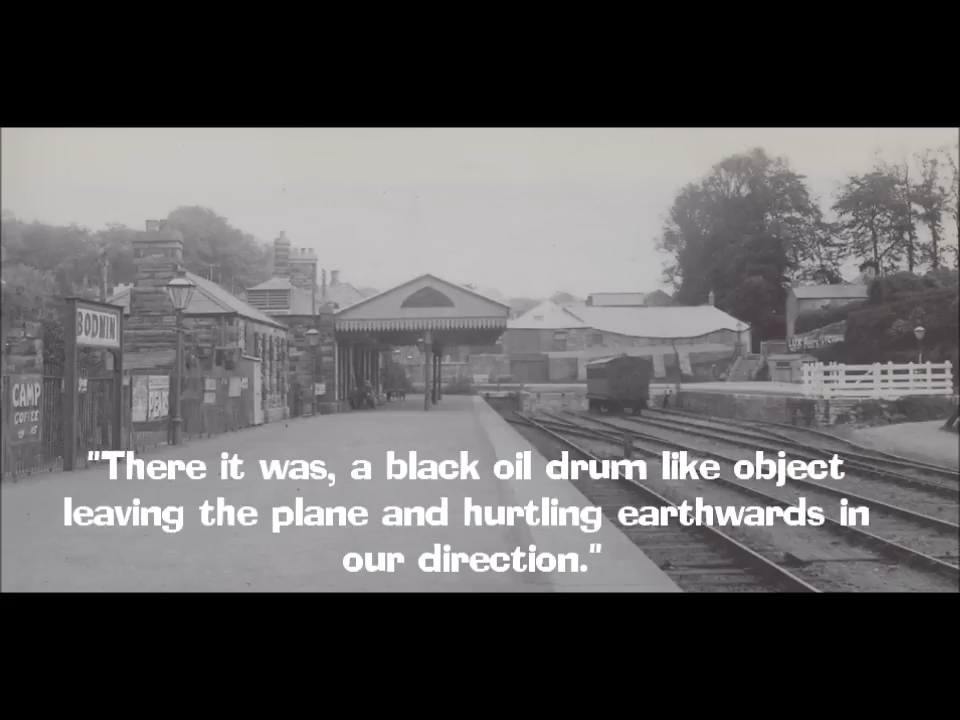 BODMIN
CAMP
COFFEE
PEARS
"There it was, a black oil drum like object
leaving the plane and hurtling earthwards in
our direction."